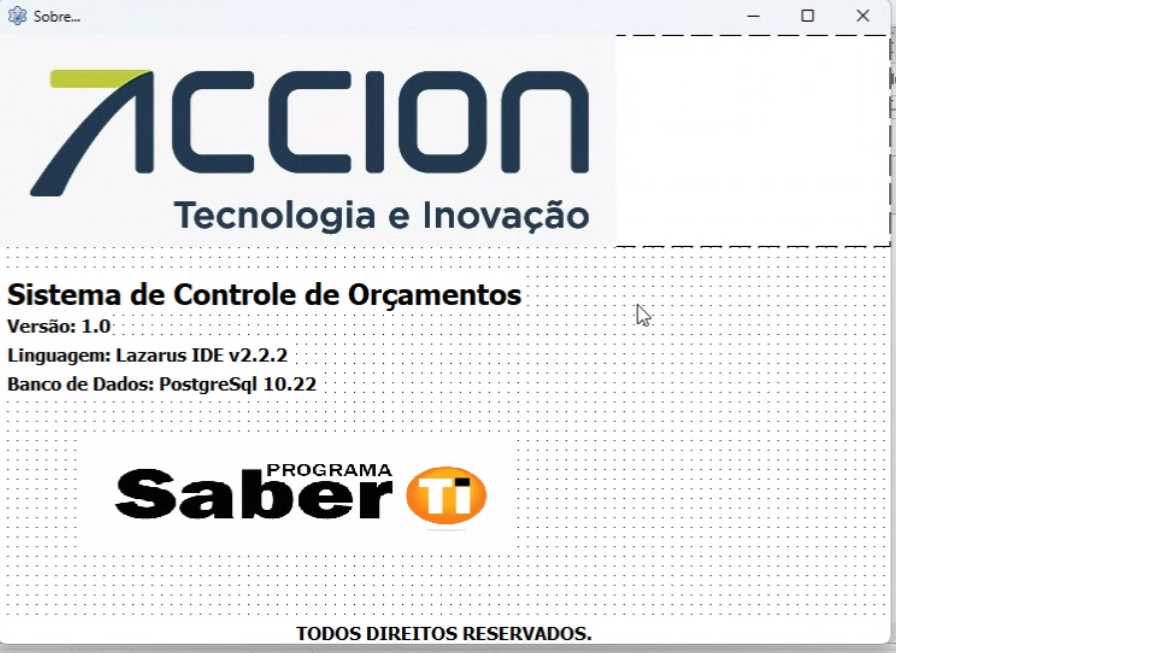 Sobre...
ACCION
Tecnologia e Inovação
Sistema de Controle de Orçamentos
Versão: 1.0
Linguagem: Lazarus IDE v2.2.2
Banco de Dados: PostgreSql 10.22
PROGRAMA
Saber Ti
TODOS DIREITOS RESERVADOS.